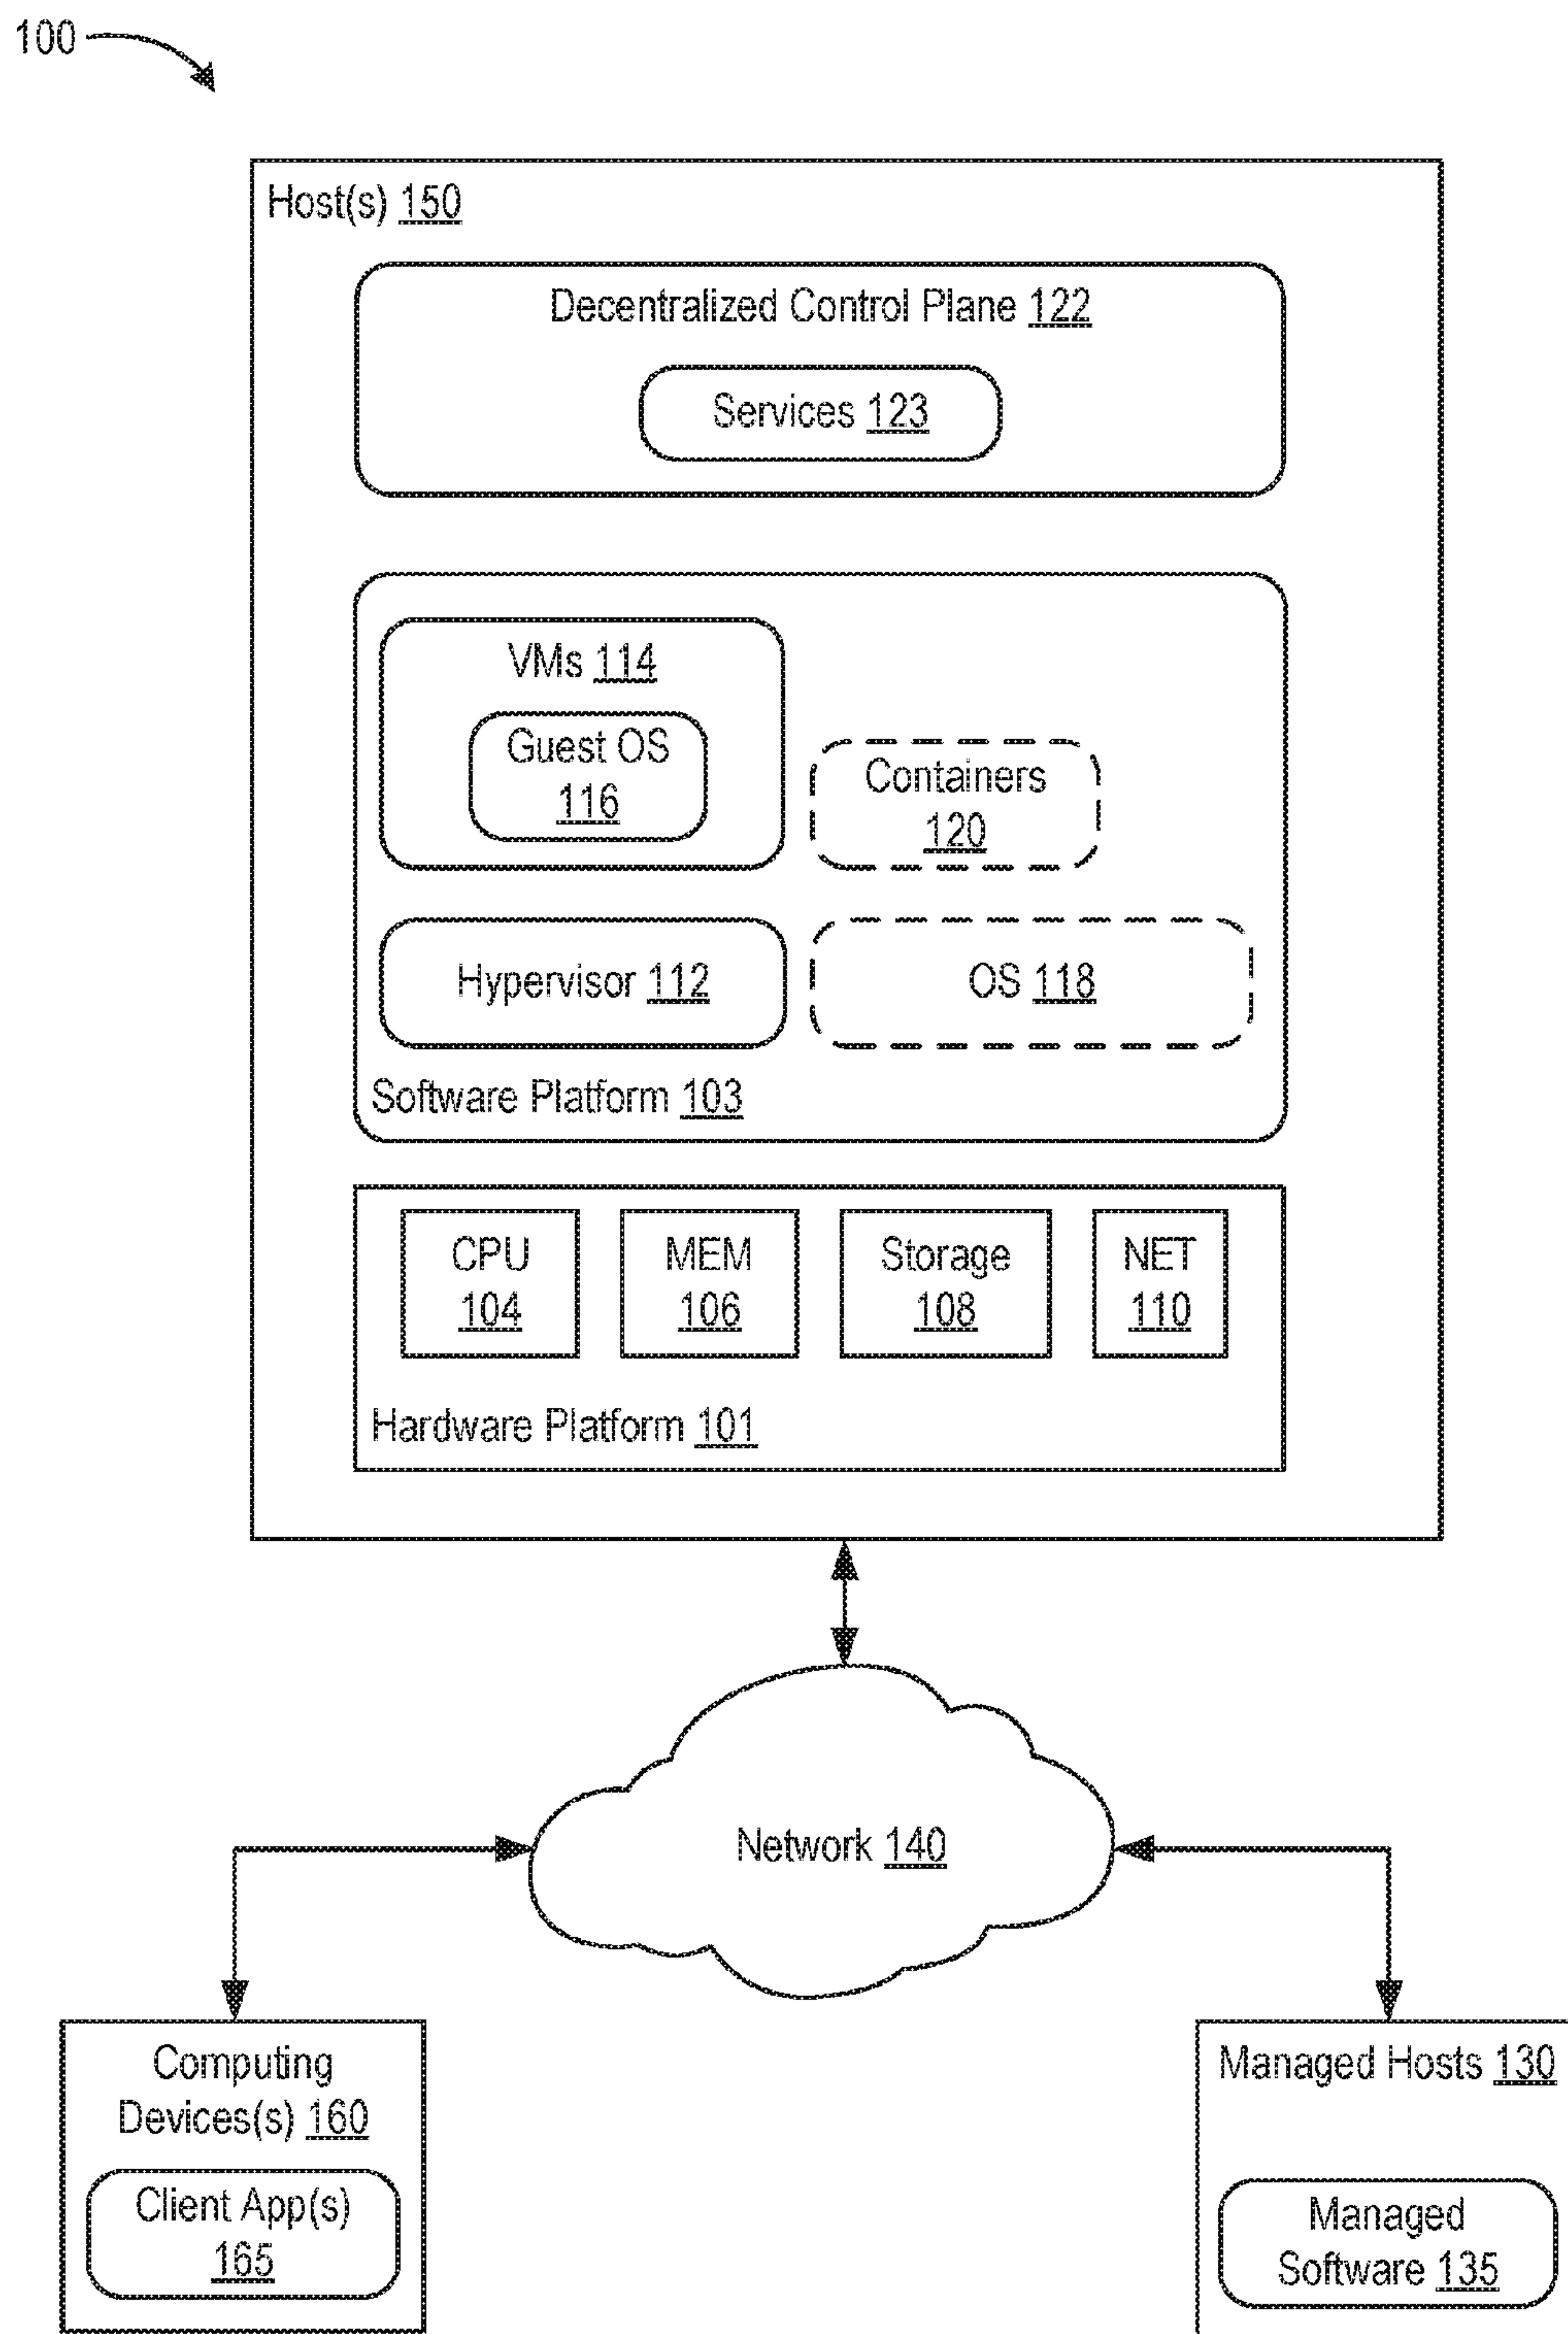 100
Host(s) 150
Decentralized Control Plane 122
Services 123
VMs 114
Guest OS
116
Containers
120
Hypervisor 112
OS 118
Software Platform 103
CPU
104
MEM
106
Storage
108
NET
110
Hardware Platform 101
Network 140
Computing
Devices(s) 160
Client App(s)
165
Managed Hosts 130
Managed
Software 135